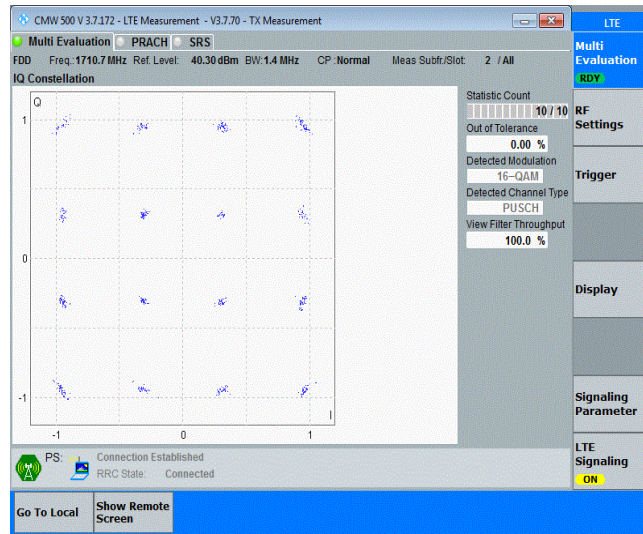 CMW 500 V 3.7.172 - LTE Measurement - V3.7.70 - TX Measurement
LTE
Multi Evaluation PRACH SRS
FDD Freq.:1710.7 MHz Ref. Level: 40.30 dBm BW:1.4 MHz CP :Normal Meas Subfr./Slot: 2 / All
IQ Constellation
Q
1
0
-1
I
-1 0 1
Statistic Count
10 / 10
Out of Tolerance
0.00 %
Detected Modulation
16-QAM
Detected Channel Type
PUSCH
View Filter Throughput
100.0 %
Multi
Evaluation
RDY
RF
Settings
Trigger
Display
Signaling
Parameter
LTE
Signaling
ON
PS: Connection Established
RRC State: Connected
Go To Local
Show Remote
Screen